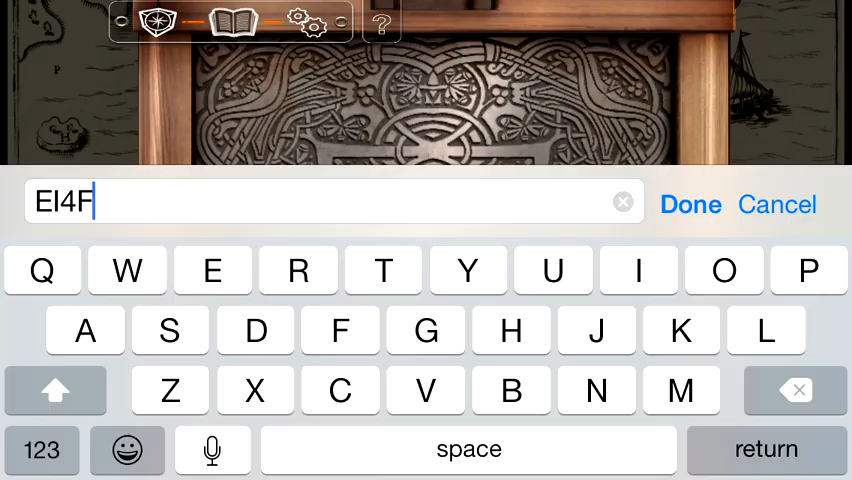 ?
P
EI4F
Done Cancel
Q W E R T Y U I O P
A S D F G H J K L
Z X C V B N M
123 space return